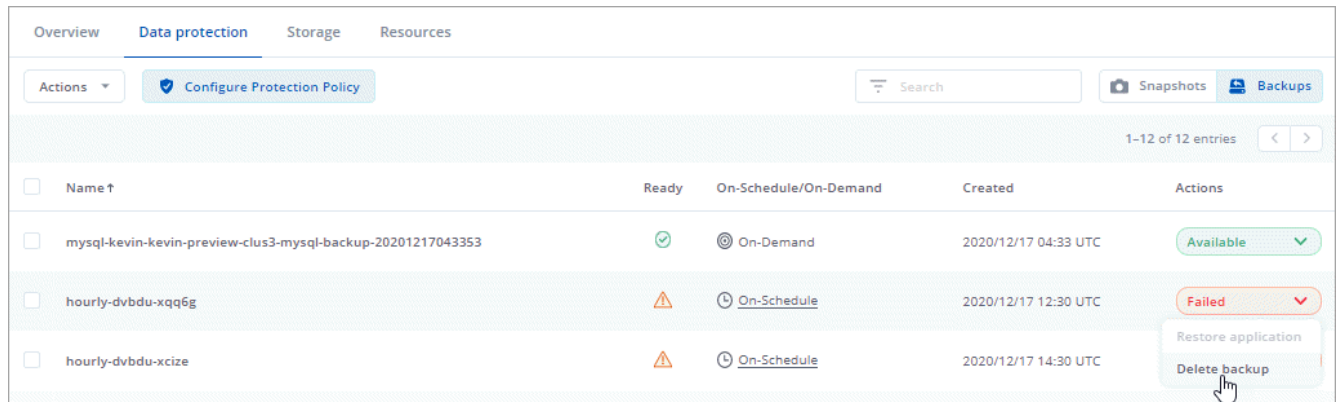 Overview Data protection Storage Resources
Actions Configure Protection Policy Search Snapshots Backups
1–12 of 12 entries
Name↑ Ready On-Schedule/On-Demand Created Actions
mysql-kevin-kevin-preview-clus3-mysql-backup-20201217043353 On-Demand 2020/12/17 04:33 UTC Available
hourly-dvbdu-xqq6g On-Schedule 2020/12/17 12:30 UTC Failed
Restore application
hourly-dvbdu-xcize On-Schedule 2020/12/17 14:30 UTC
Delete backup